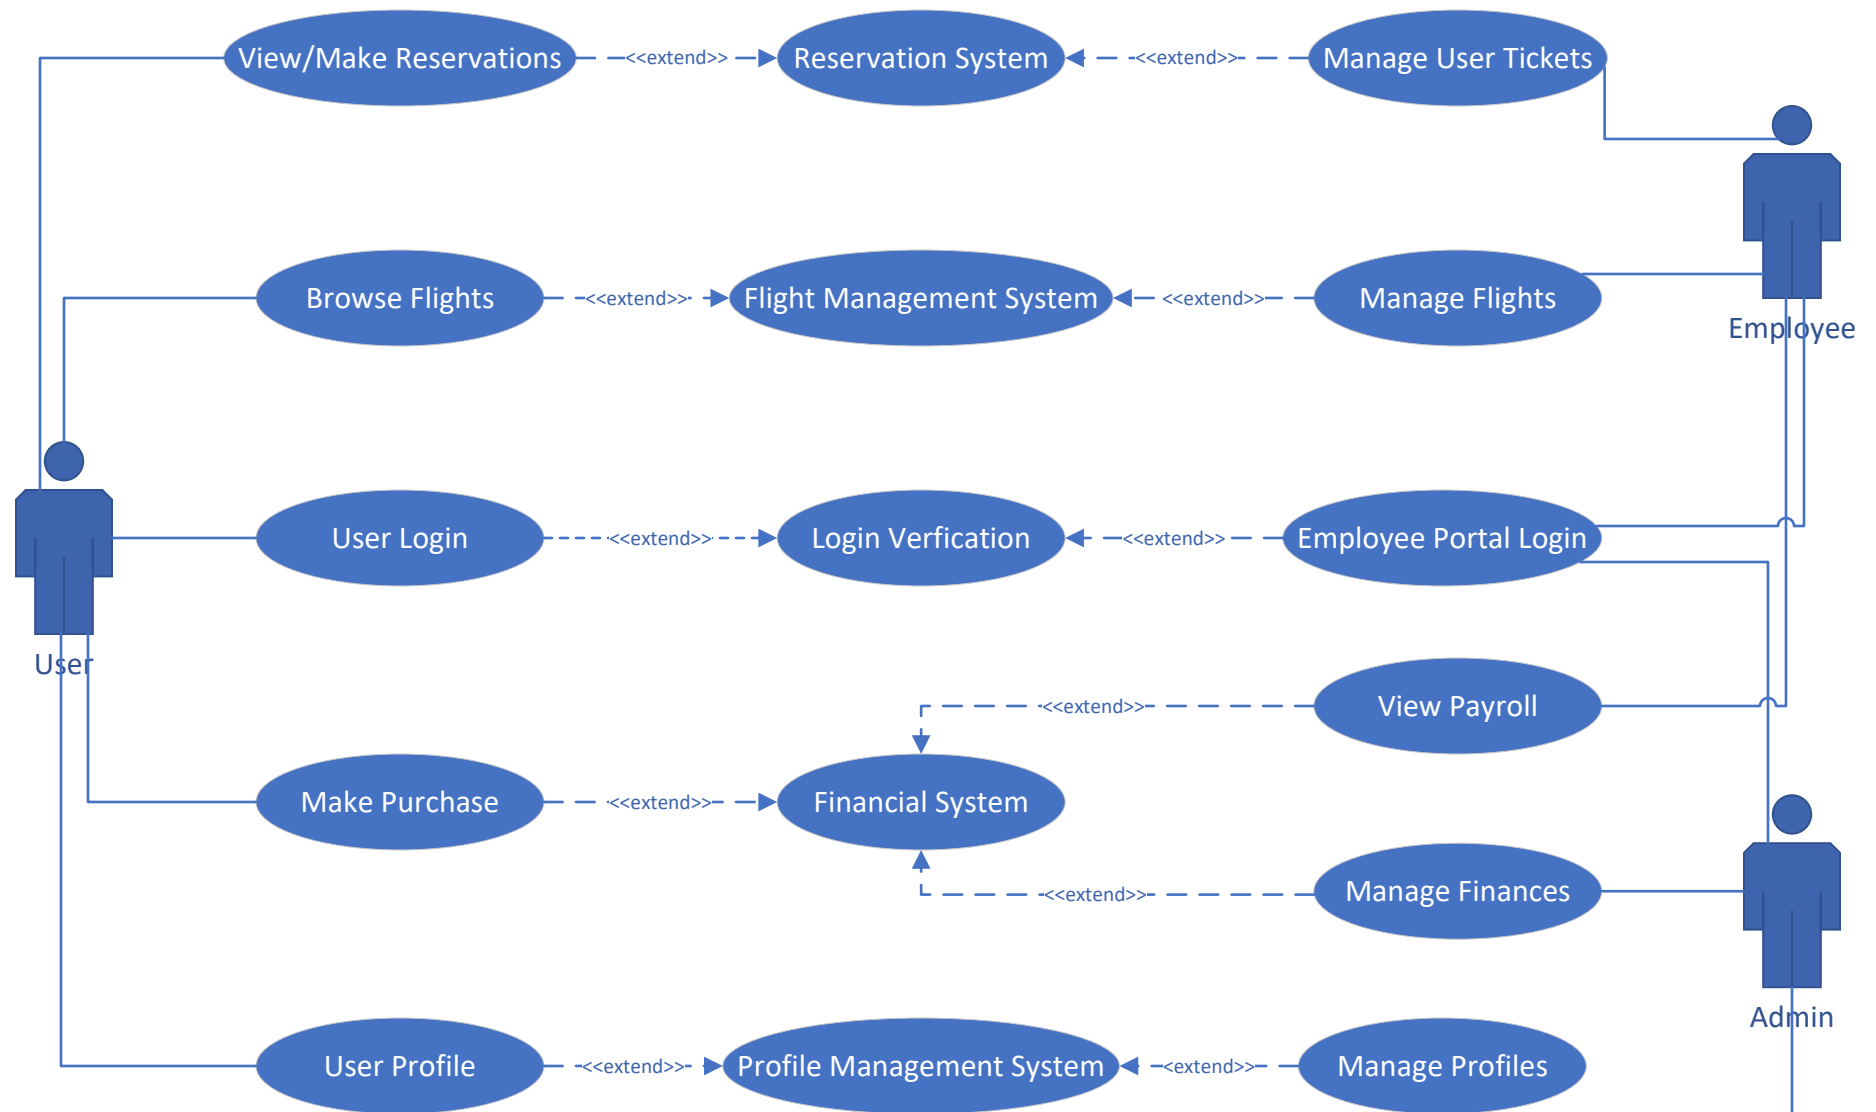 View/Make Reservations
<<extend>>
Reservation System
<<extend>>
Manage User Tickets
Browse Flights
<<extend>>
Flight Management System
<<extend>>
Manage Flights
Employee
User Login
<<extend>>
Login Verfication
<<extend>>
Employee Portal Login
User
<<extend>>
View Payroll
Make Purchase
<<extend>>
Financial System
<<extend>>
Manage Finances
Admin
User Profile
<<extend>>
Profile Management System
<extend>>
Manage Profiles